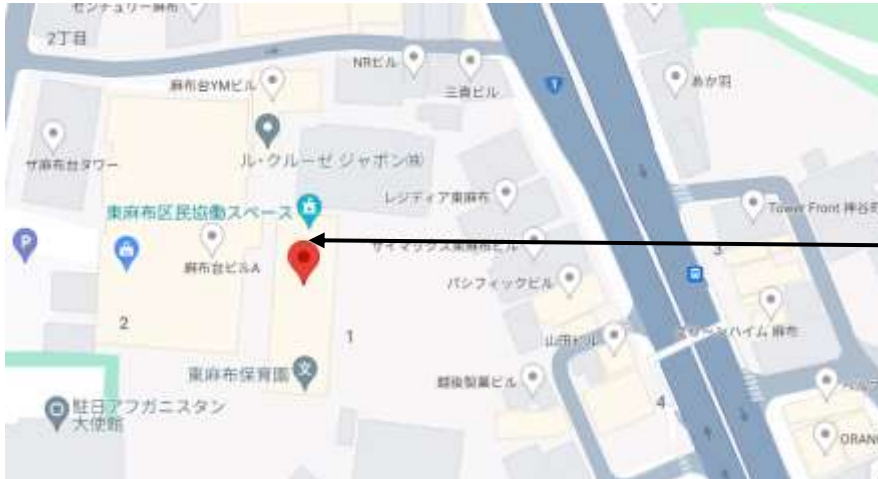 センチュリー麻布
2丁目
NRビル
麻布台YMビル
三貴ビル
1
あか羽
ザ麻布台タワー
ル・クルーゼ ジャポン㈱
レジディア東麻布
東麻布区民協働スペース
Tower Front 神谷町
P
麻布台ビルA
サイマックス東麻布ビル
3
パシフィックビル
2
1
山田ビル
グリーンハイム 麻布
東麻布保育園
文
越後製菓ビル
4
駐日アフガニスタン
大使館
ORAN